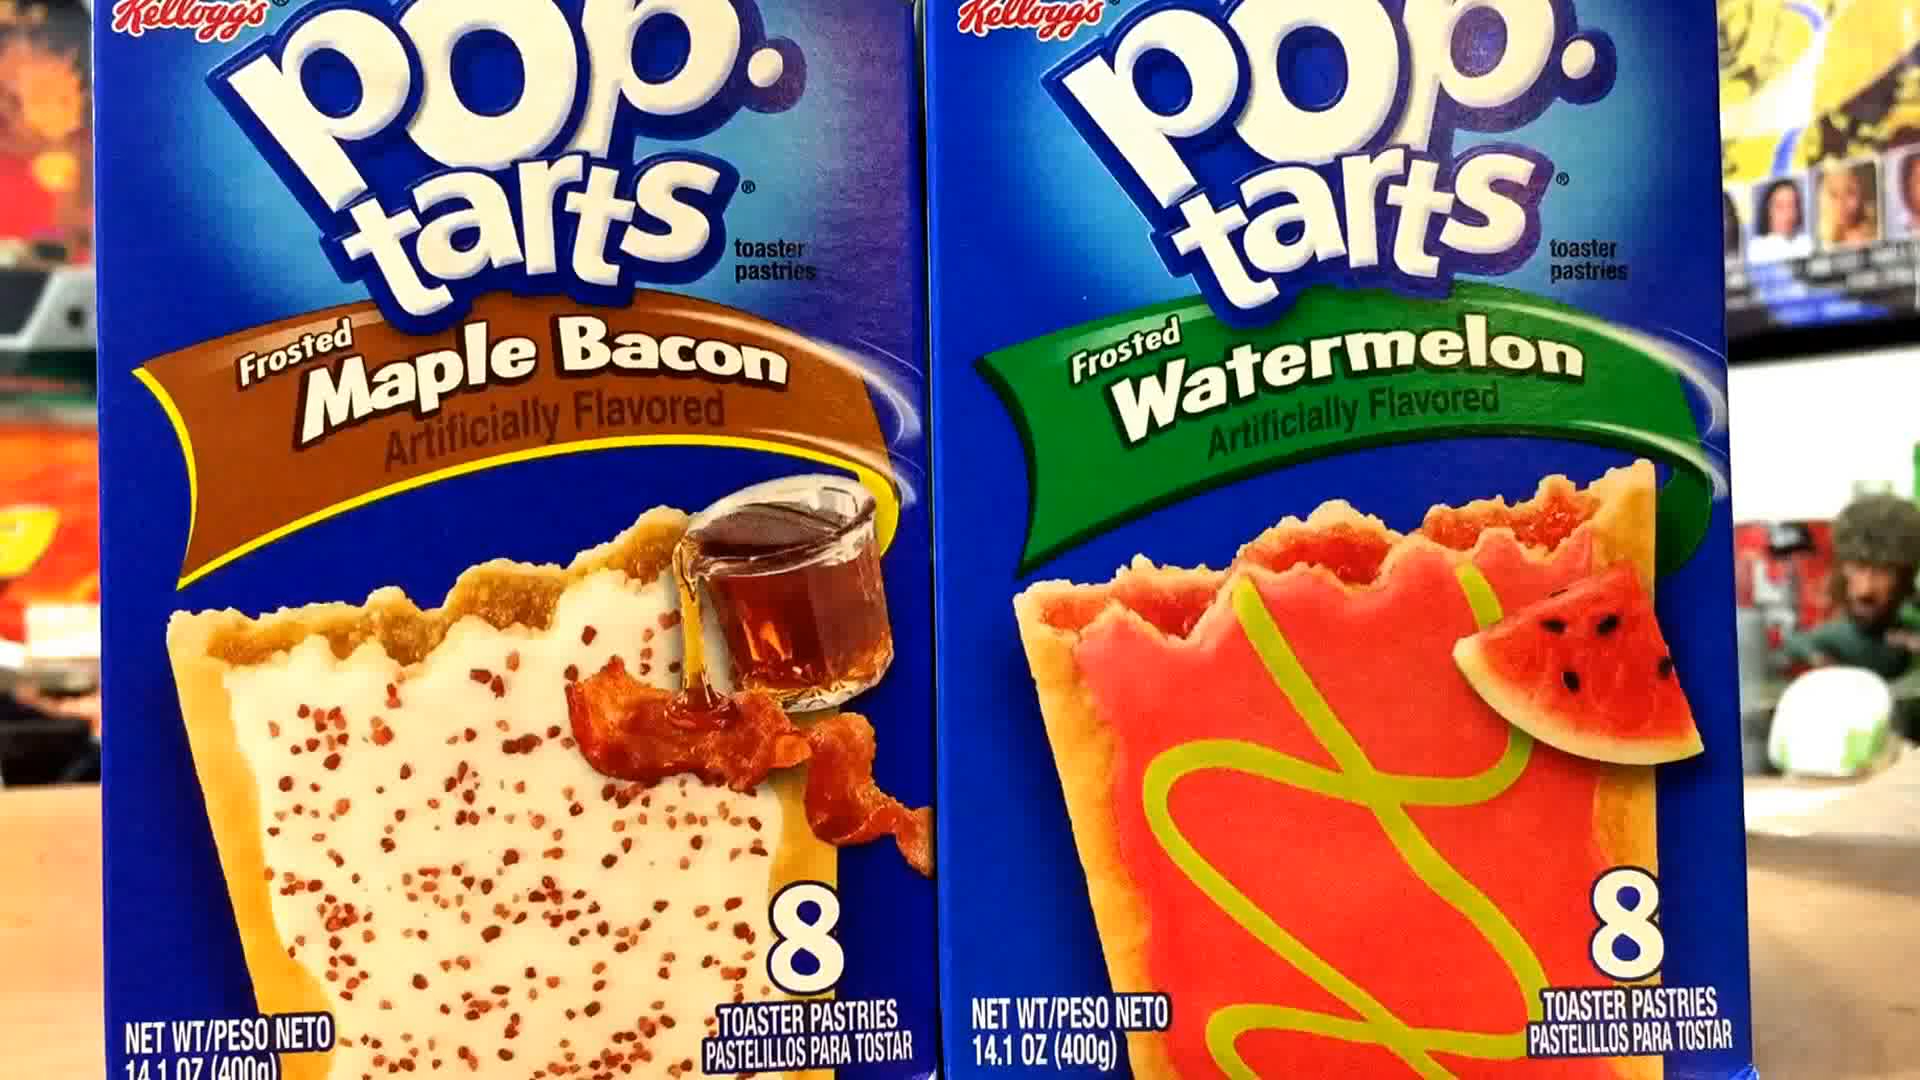 Kellogg's®
pop.
tarts®
toaster
pastries
Frosted
Maple Bacon
Artificially Flavored
8
TOASTER PASTRIES
PASTELILLOS PARA TOSTAR
NET WT/PESO NETO
14.1 OZ (400g)
Kellogg's
pop.
tarts®
toaster
pastries
Frosted
Watermelon
Artificially Flavored
8
TOASTER PASTRIES
PASTELILLOS PARA TOSTAR
NET WT/PESO NETO
14.1 OZ (400g)